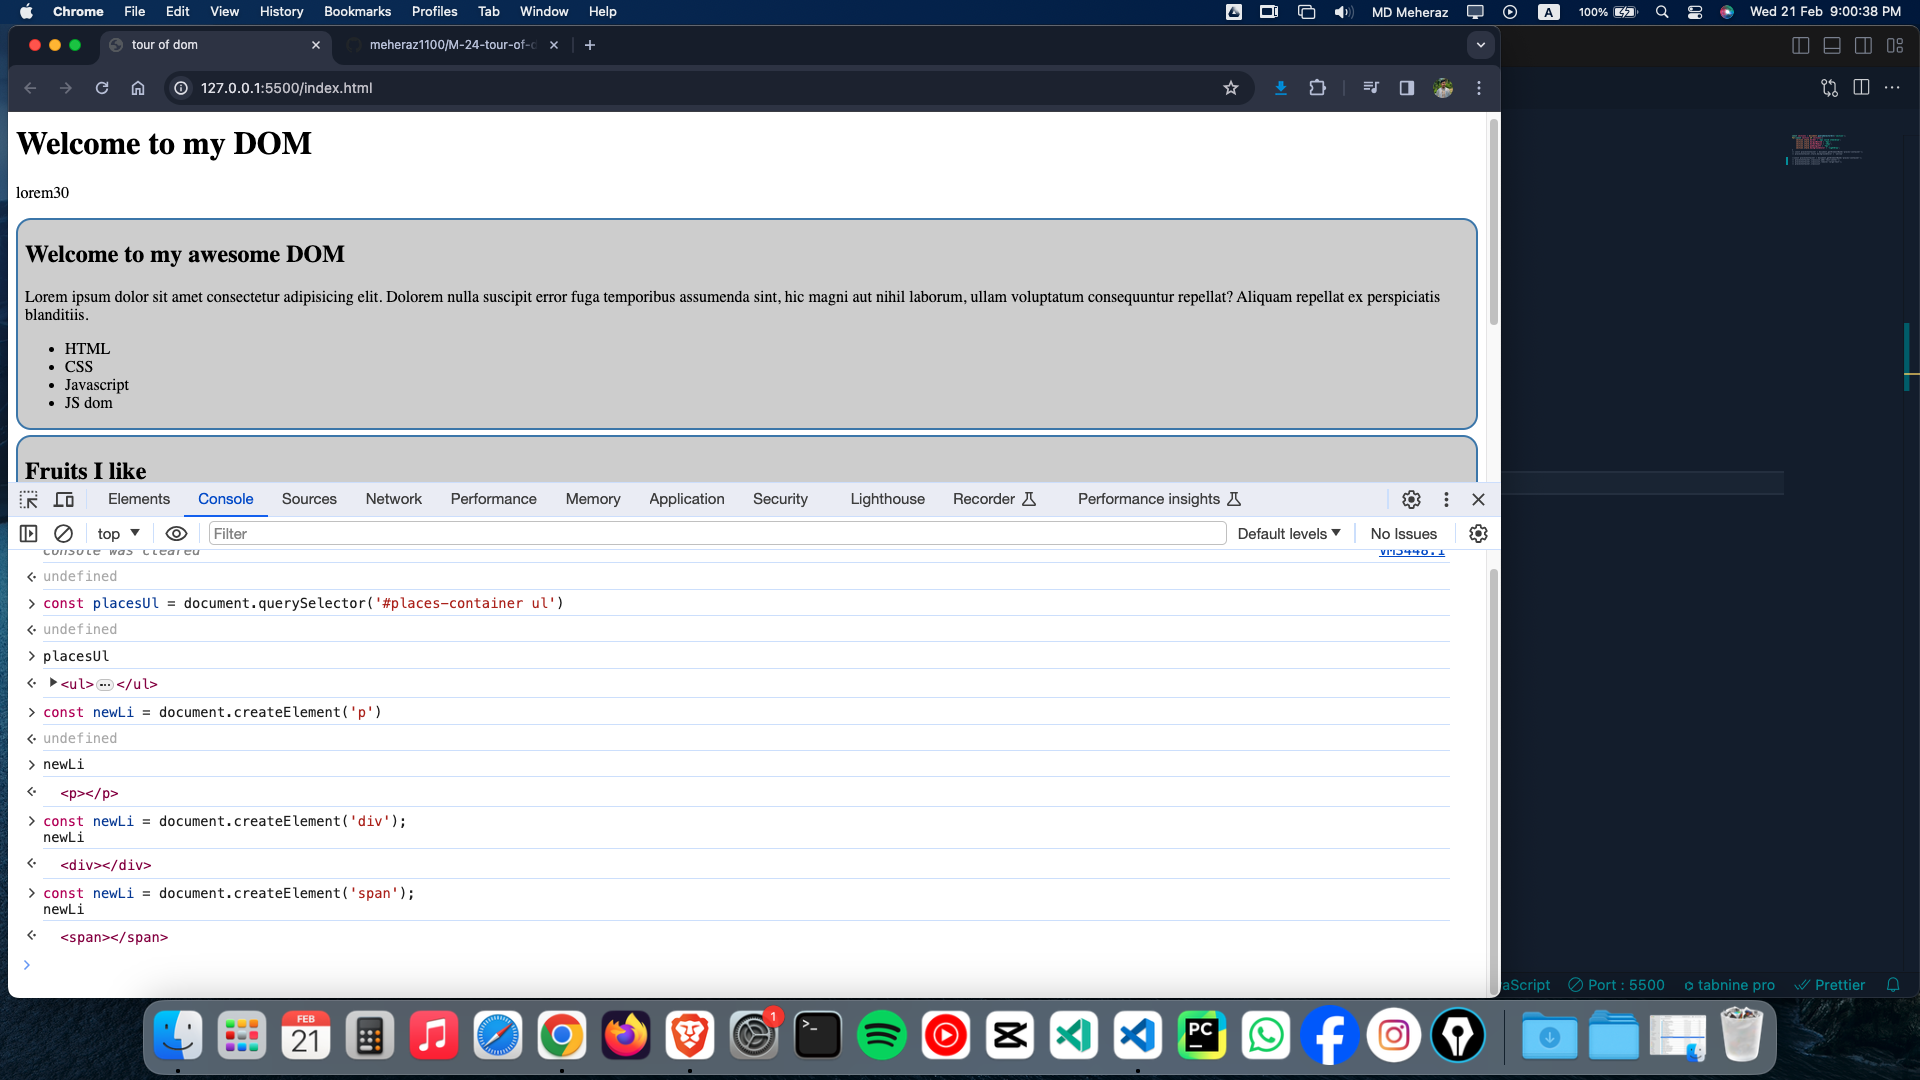 Chrome File Edit View History Bookmarks Profiles Tab Window Help MD Meheraz A 100% Wed 21 Feb 9:00:38 PM
tour of dom meheraz1100/M-24-tour-of-d
127.0.0.1:5500/index.html
Welcome to my DOM
lorem30
Welcome to my awesome DOM
Lorem ipsum dolor sit amet consectetur adipisicing elit. Dolorem nulla suscipit error fuga temporibus assumenda sint, hic magni aut nihil laborum, ullam voluptatum consequuntur repellat? Aliquam repellat ex perspiciatis
blanditiis.
HTML
CSS
Javascript
JS dom
Fruits I like
Elements Console Sources Network Performance Memory Application Security Lighthouse Recorder Performance insights
top Filter Default levels No Issues
Console was cleared VM3448:1
undefined
const placesUl = document.querySelector('#places-container ul')
undefined
placesUl
<ul>…</ul>
const newLi = document.createElement('p')
undefined
newLi
<p></p>
const newLi = document.createElement('div');
newLi
<div></div>
const newLi = document.createElement('span');
newLi
<span></span>
aScript Port : 5500 tabnine pro Prettier
FEB
21
1
PC